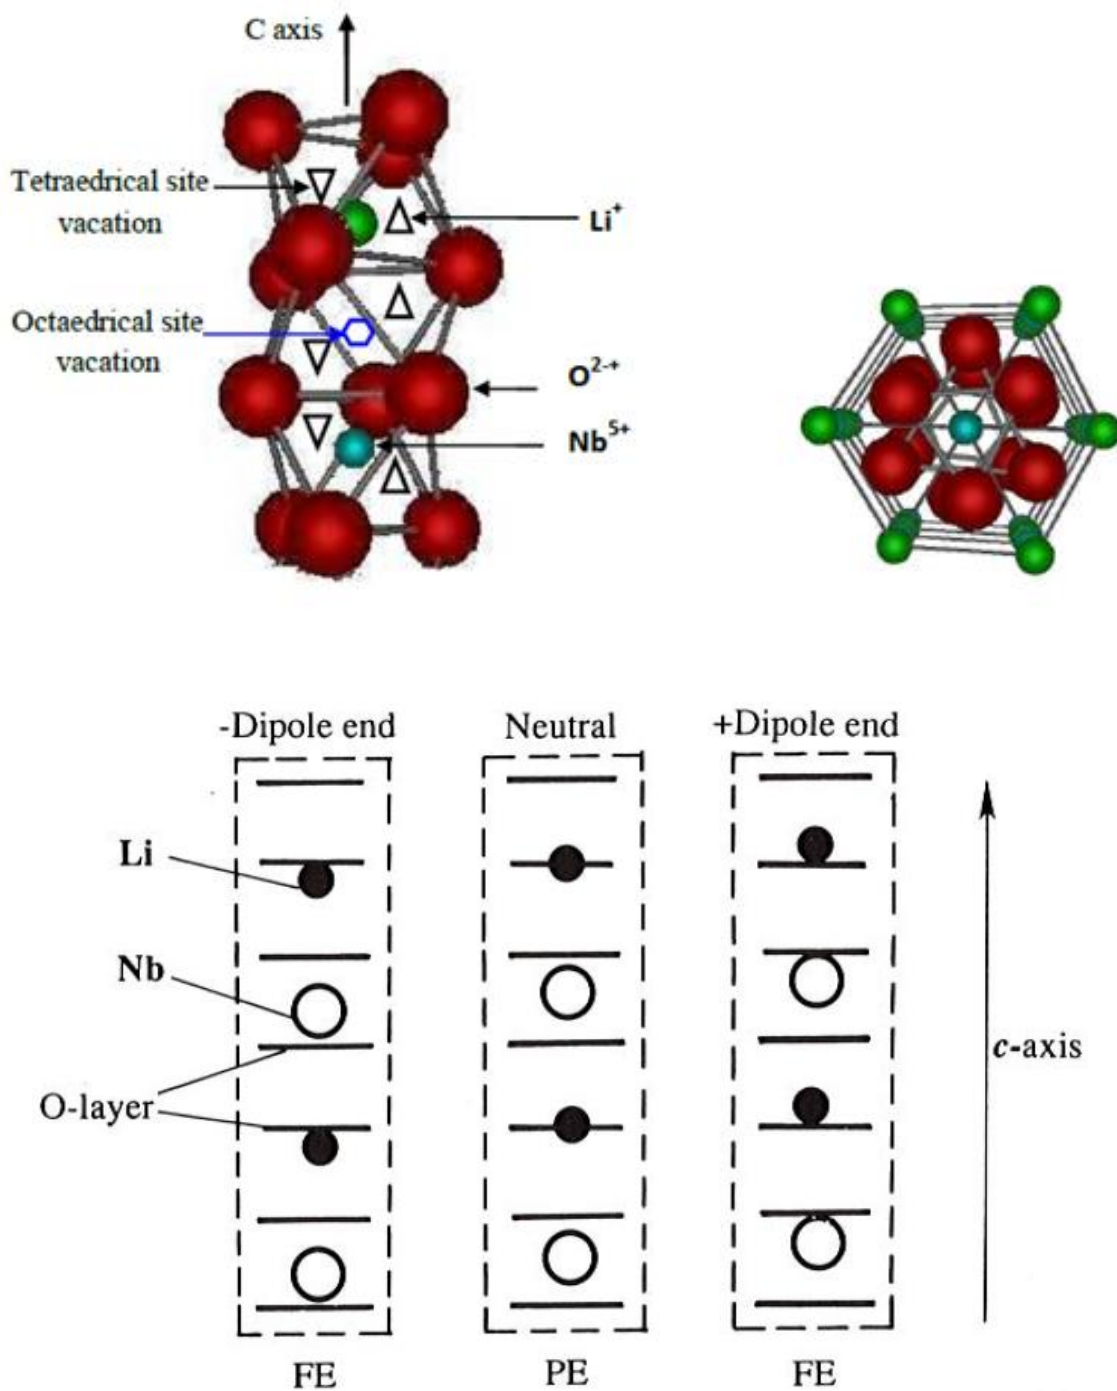 C axis
Tetraedrical site
vacation
Li⁺
Octaedrical site
vacation
O²⁻⁺
Nb⁵⁺
-Dipole end
Neutral
+Dipole end
Li
Nb
O-layer
c-axis
FE
PE
FE